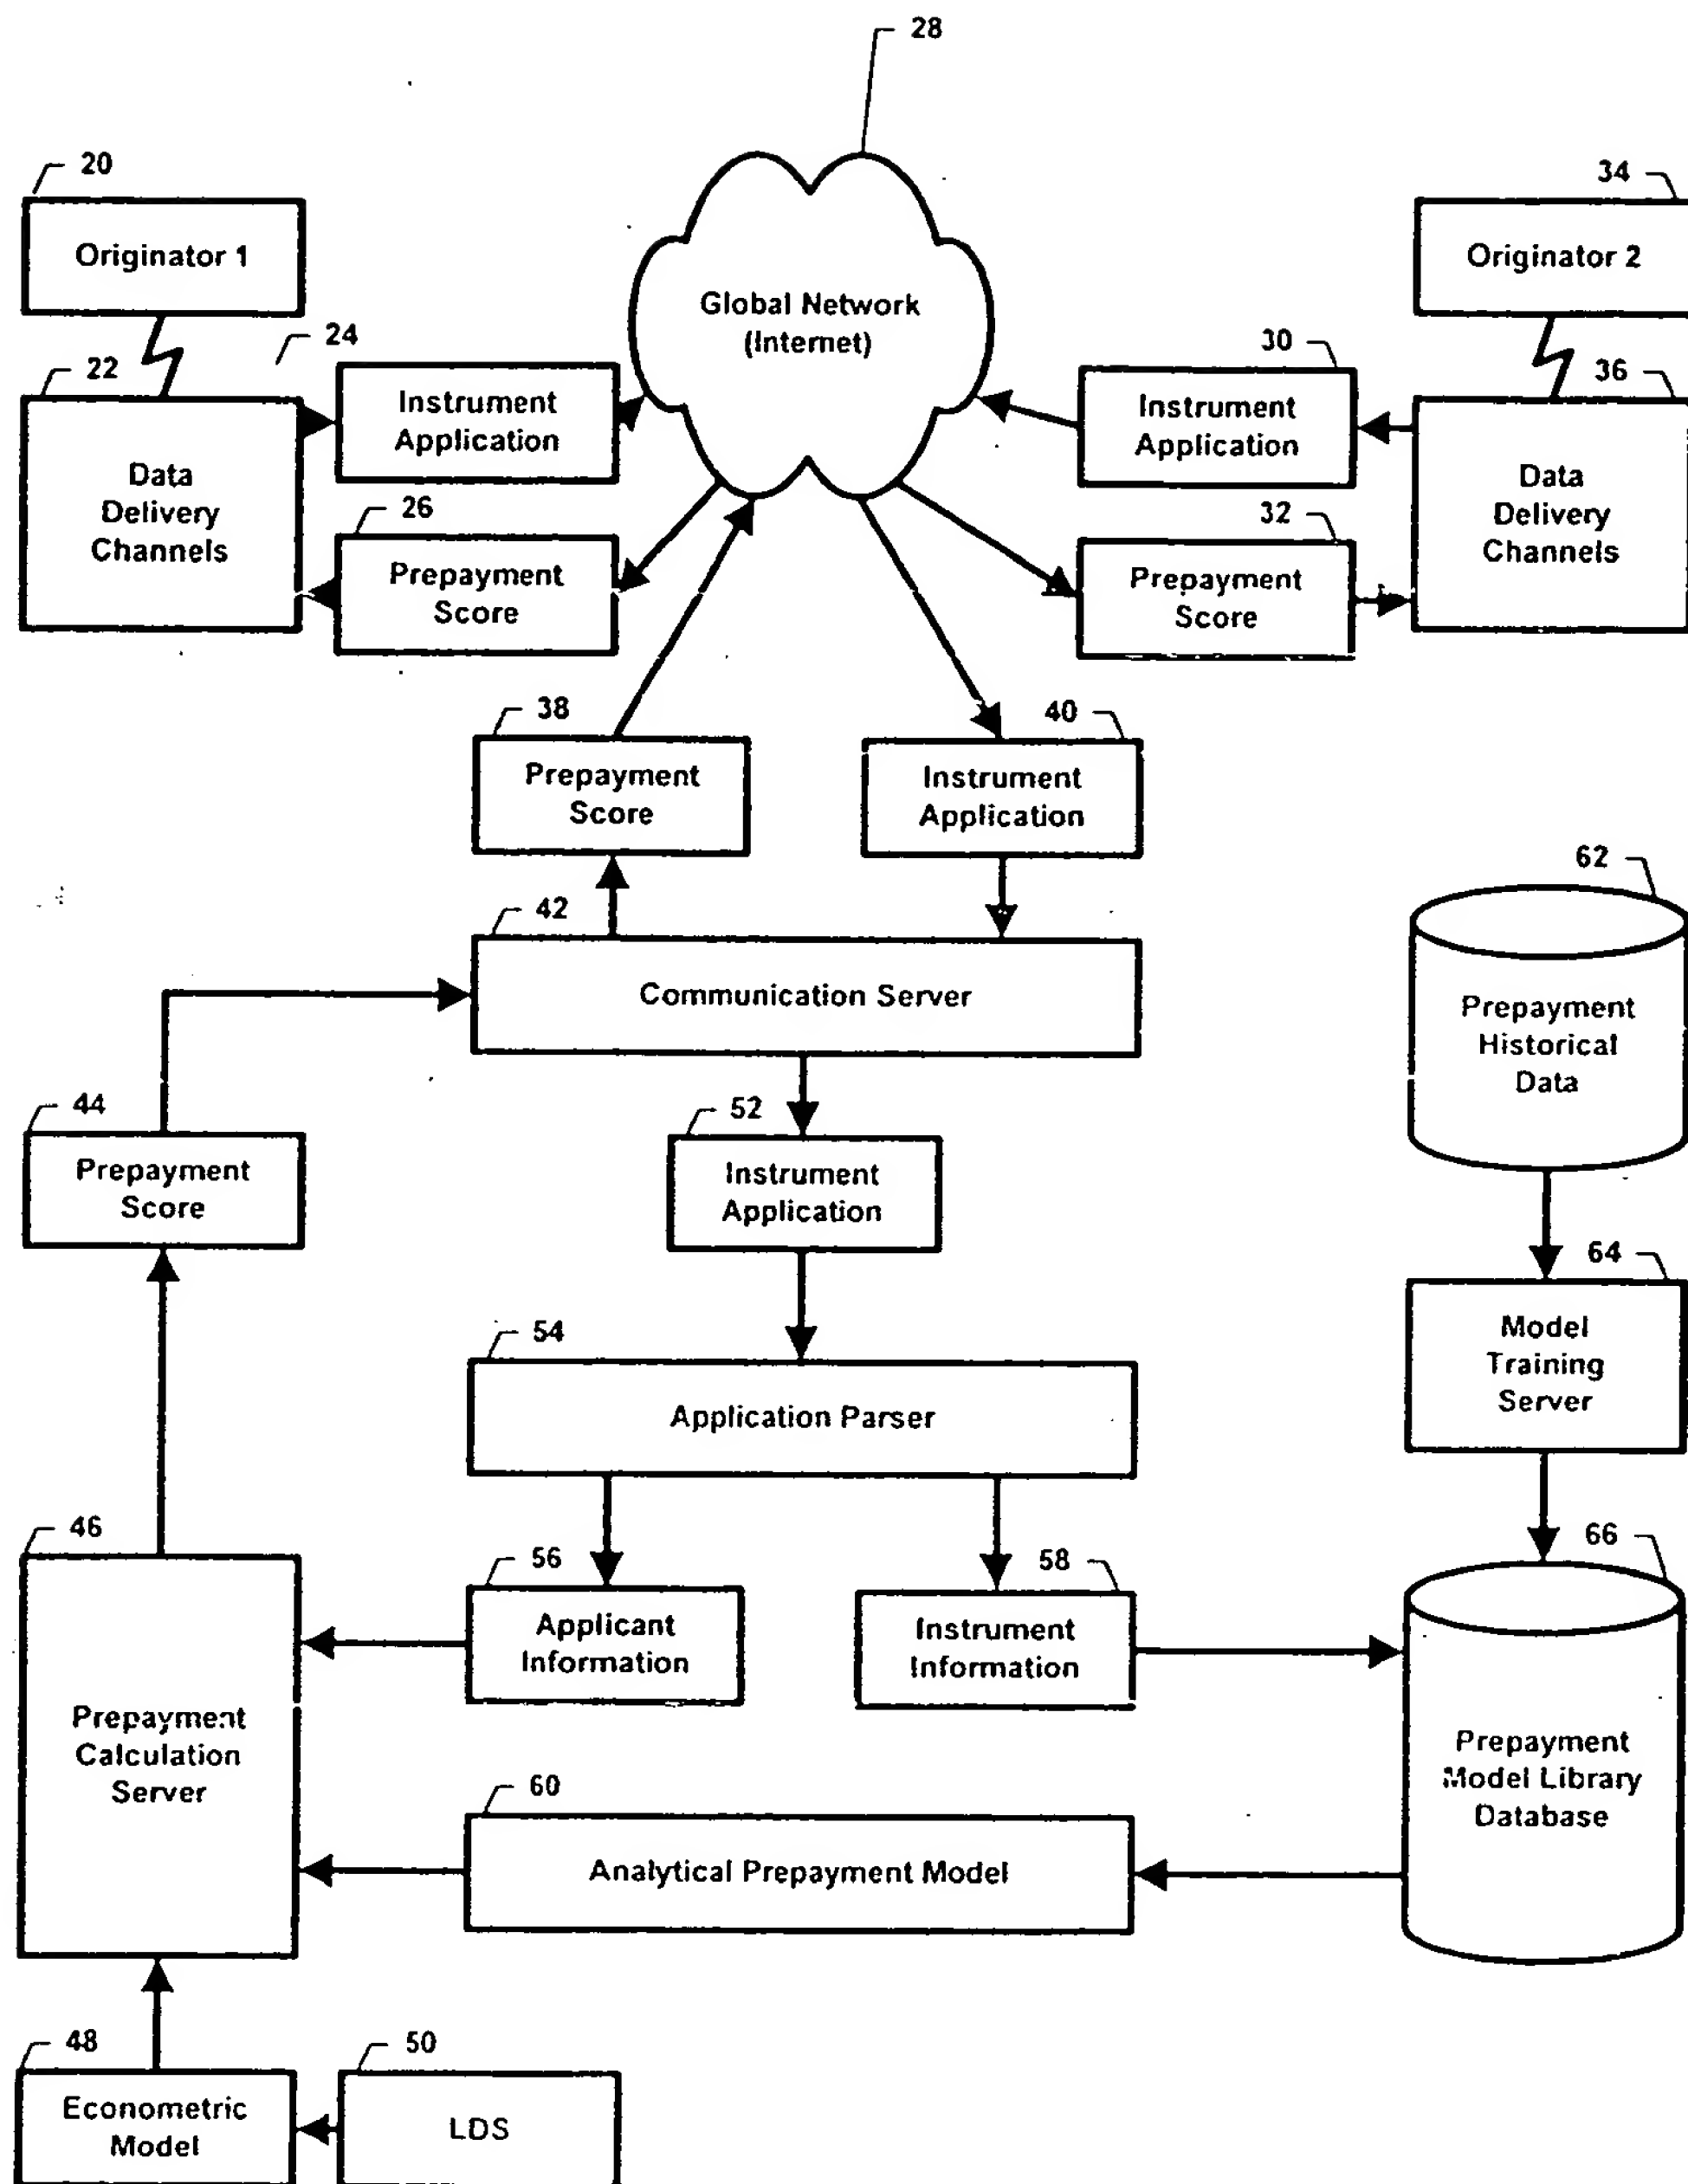 28
20
34
Originator 1
Originator 2
Global Network
(Internet)
24
30
22
36
Instrument
Application
Instrument
Application
Data
Delivery
Channels
Data
Delivery
Channels
26
32
Prepayment
Score
Prepayment
Score
38
40
Prepayment
Score
Instrument
Application
62
42
Communication Server
Prepayment
Historical
Data
44
52
Prepayment
Score
Instrument
Application
64
54
Model
Training
Server
Application Parser
46
66
56
58
Applicant
Information
Instrument
Information
Prepayment
Calculation
Server
Prepayment
Model Library
Database
60
Analytical Prepayment Model
48
50
Econometric
Model
LDS